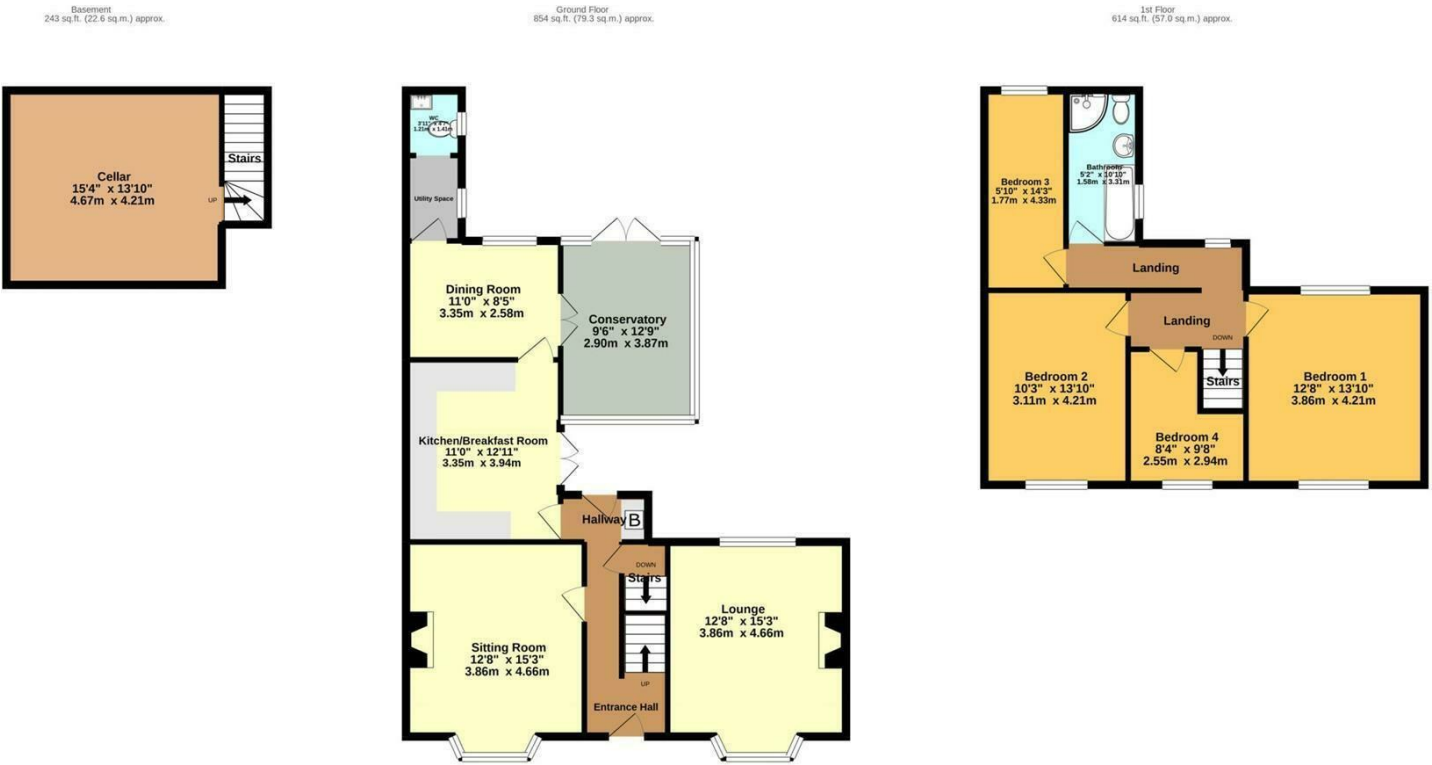 Basement
243 sq.ft. (22.6 sq.m.) approx.
Cellar
15'4" x 13'10"
4.67m x 4.21m
Stairs
UP
Ground Floor
854 sq.ft. (79.3 sq.m.) approx.
WC
1.21m x 1.41m
Utility Space
Dining Room
11'0" x 8'5"
3.35m x 2.58m
Conservatory
9'6" x 12'9"
2.90m x 3.87m
Kitchen/Breakfast Room
11'0" x 12'11"
3.35m x 3.94m
Hallway
B
DOWN
Stairs
Sitting Room
12'8" x 15'3"
3.86m x 4.66m
UP
Entrance Hall
Lounge
12'8" x 15'3"
3.86m x 4.66m
1st Floor
614 sq.ft. (57.0 sq.m.) approx.
Bedroom 3
5'10" x 14'3"
1.77m x 4.33m
Bathroom
5'2" x 10'10"
1.58m x 3.31m
Landing
Landing
DOWN
Stairs
Bedroom 2
10'3" x 13'10"
3.11m x 4.21m
Bedroom 4
8'4" x 9'8"
2.55m x 2.94m
Bedroom 1
12'8" x 13'10"
3.86m x 4.21m